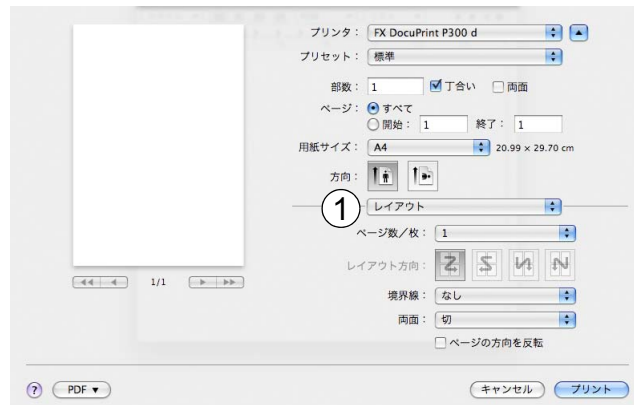 プリンタ： FX DocuPrint P300 d
プリセット： 標準
部数： 1 丁合い 両面
ページ： すべて
開始： 1 終了： 1
用紙サイズ： A4 20.99 × 29.70 cm
方向：
1 レイアウト
ページ数／枚： 1
レイアウト方向：
1/1
境界線： なし
両面： 切
ページの方向を反転
? PDF ▼ キャンセル プリント